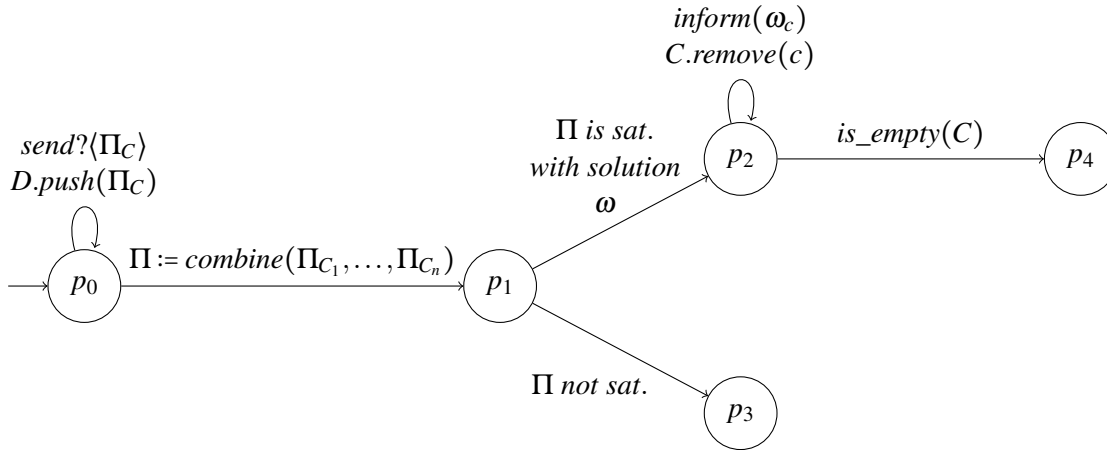 inform(ω_c)
C.remove(c)
send?⟨Π_C⟩
D.push(Π_C)
Π is sat.
with solution
ω
p_2
is_empty(C)
p_4
p_0
Π := combine(Π_{C_1}, . . . , Π_{C_n})
p_1
Π not sat.
p_3